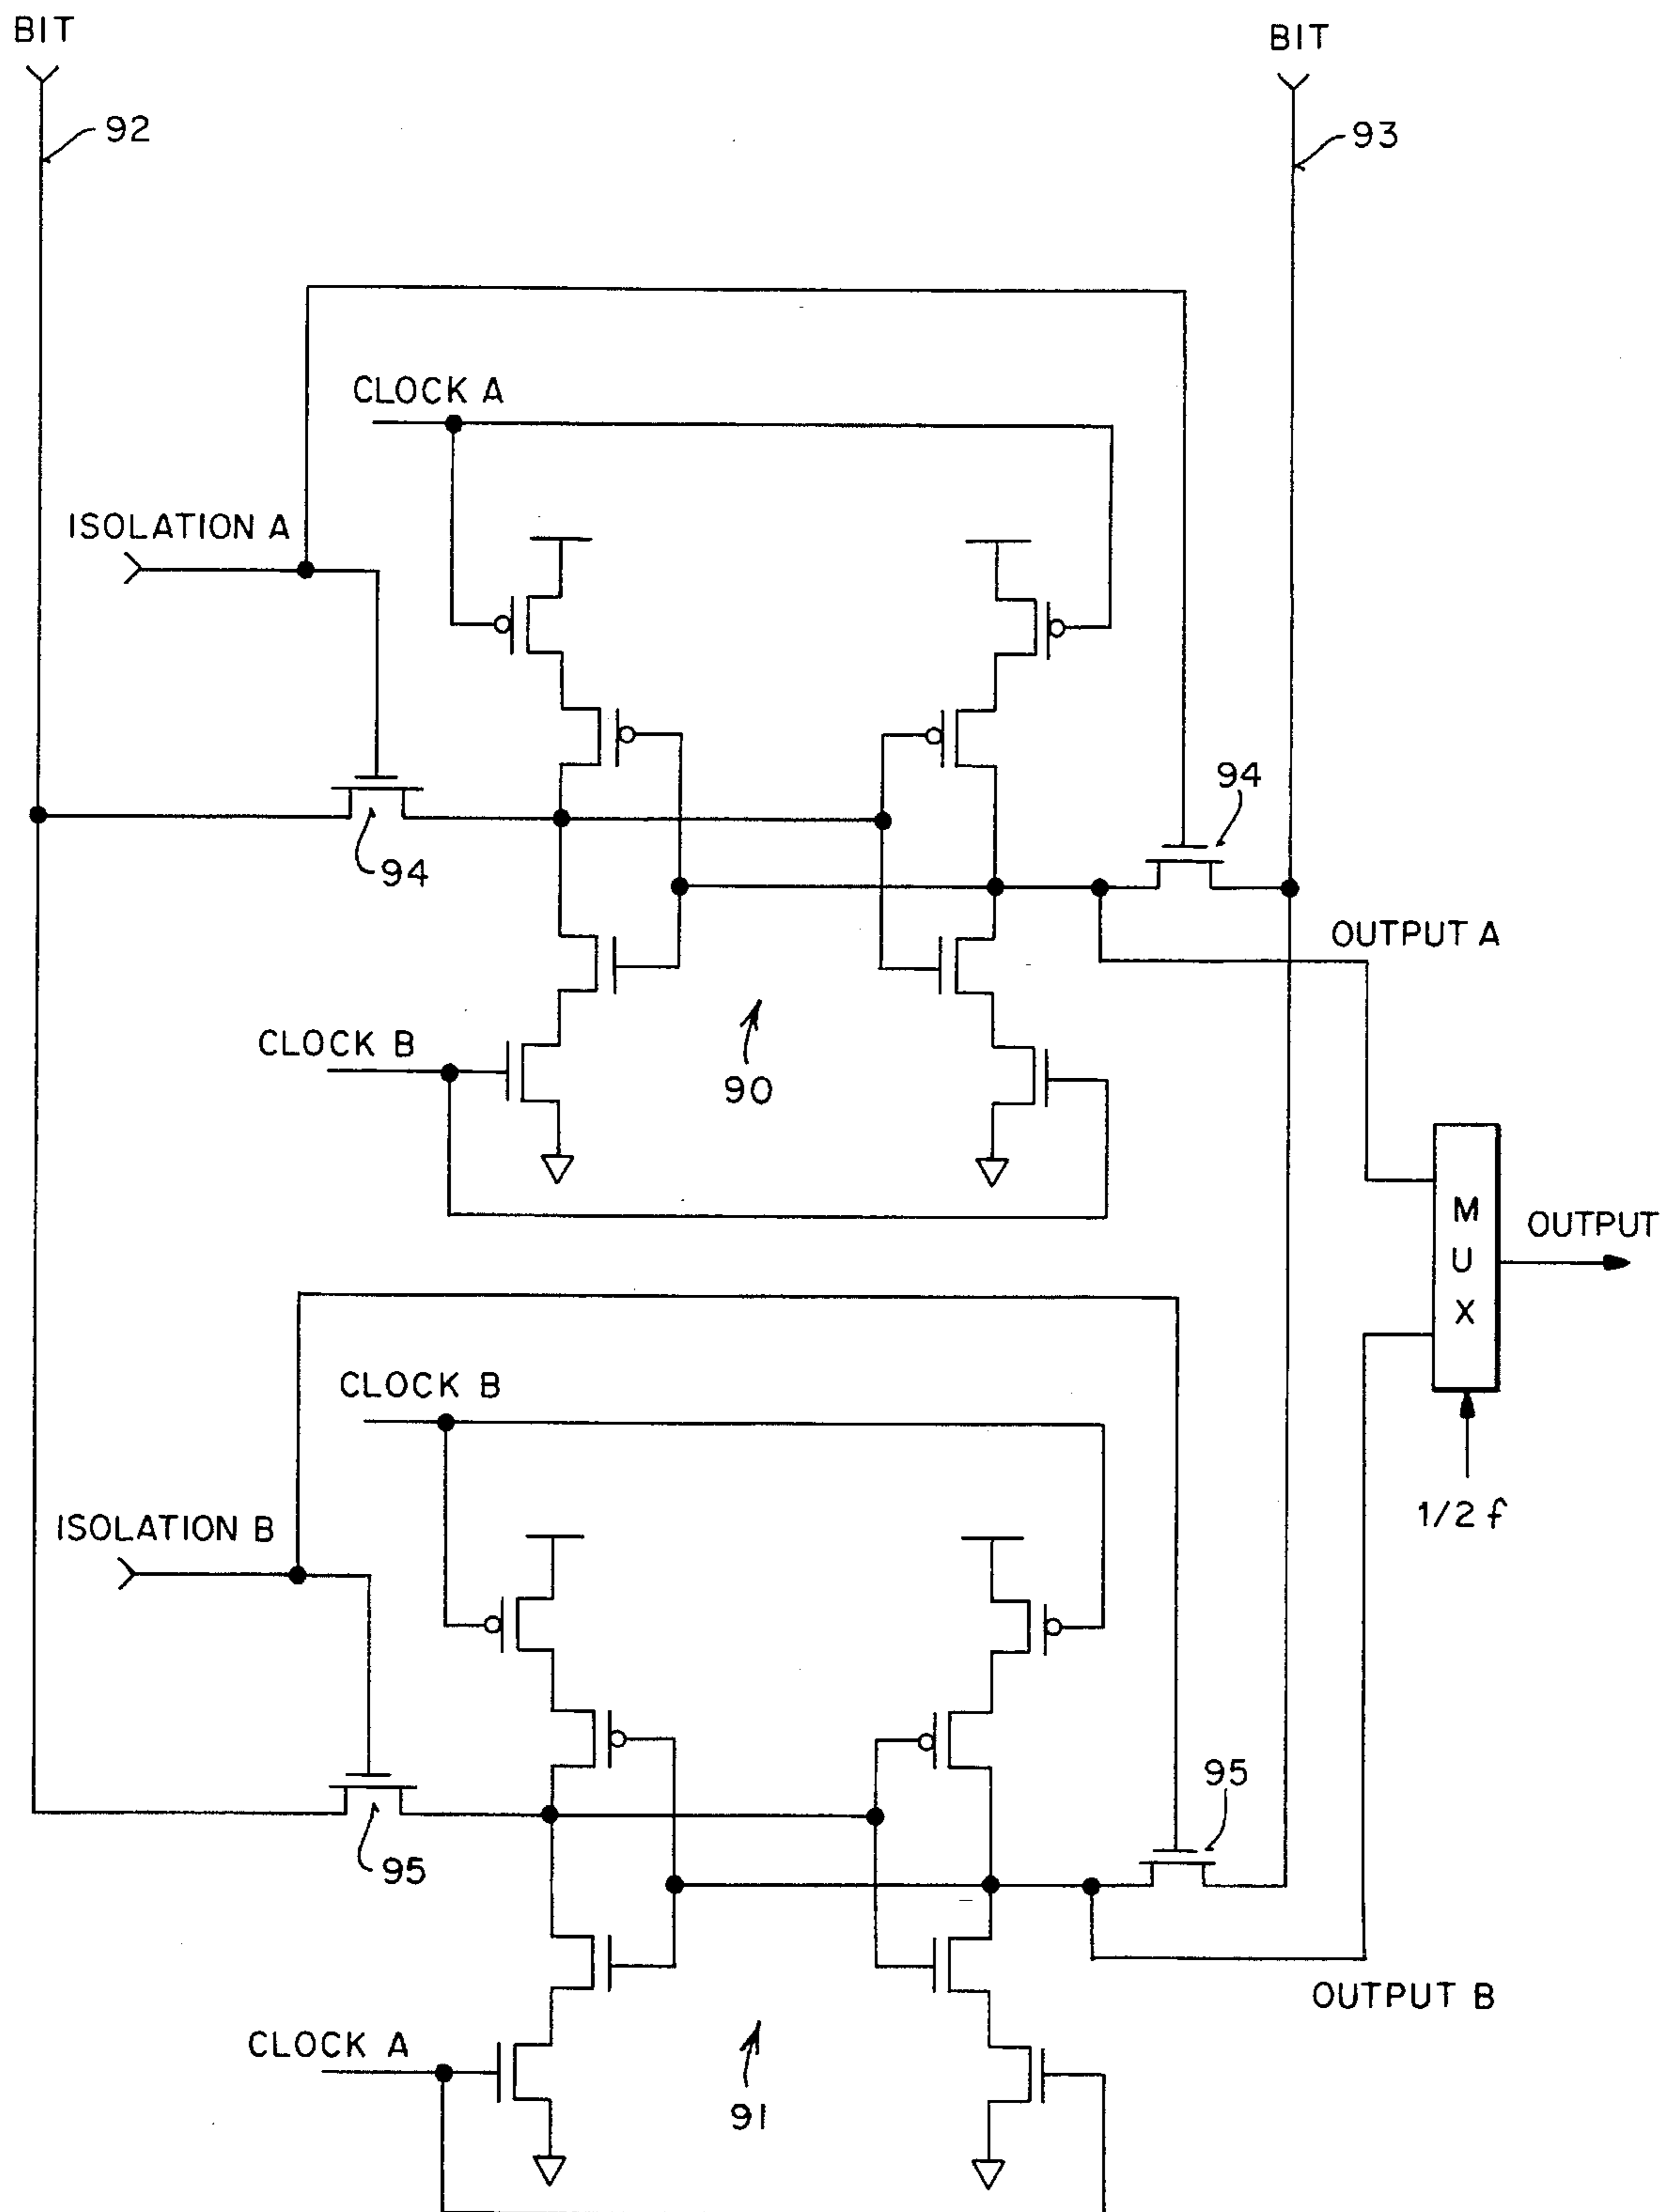 BIT
BIT
92
93
CLOCK A
ISOLATION A
94
94
OUTPUT A
CLOCK B
90
M
U
X
OUTPUT
CLOCK B
1/2 f
ISOLATION B
95
95
OUTPUT B
CLOCK A
91